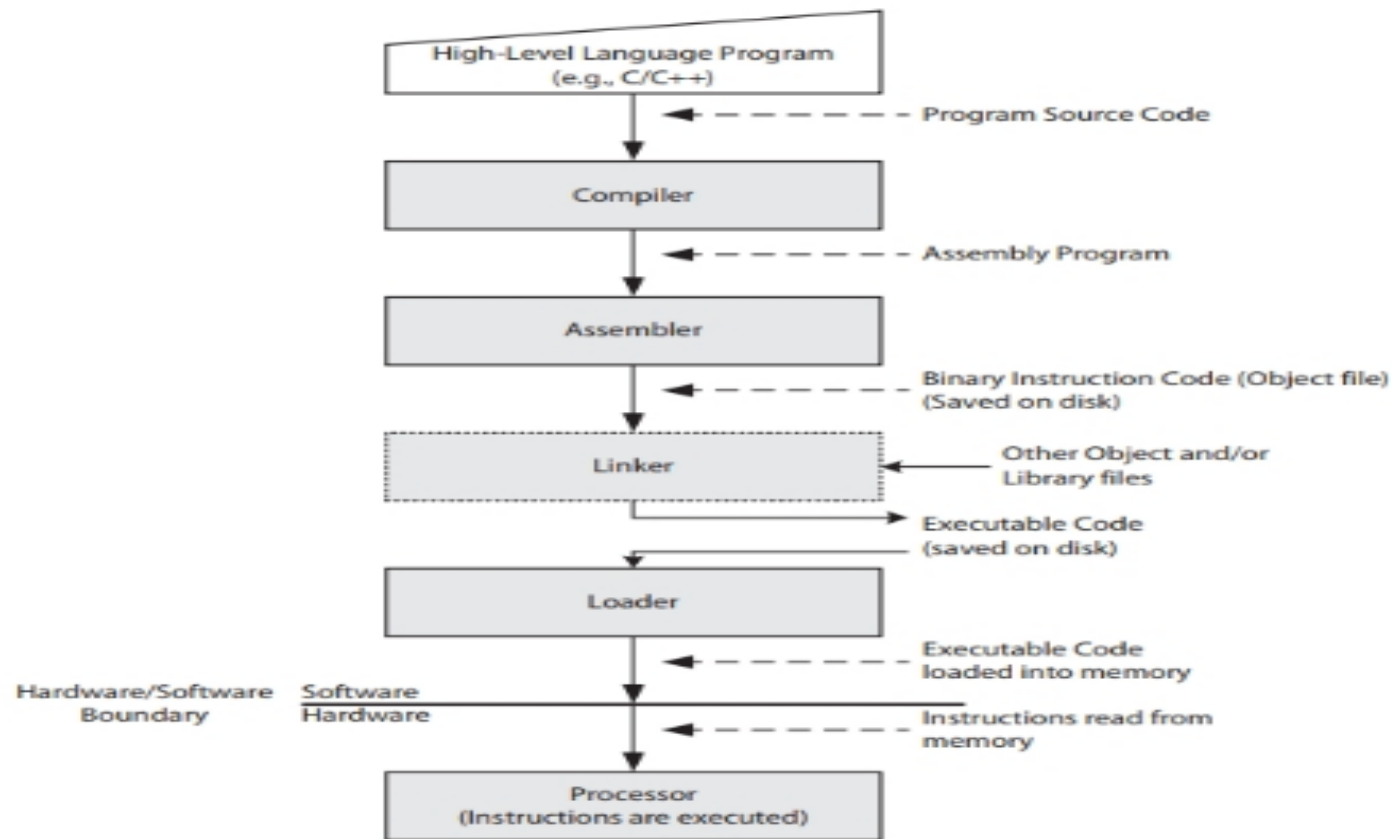 High-Level Language Program
(e.g., C/C++)
Program Source Code
Compiler
Assembly Program
Assembler
Binary Instruction Code (Object file)
(Saved on disk)
Linker
Other Object and/or
Library files
Executable Code
(saved on disk)
Loader
Executable Code
loaded into memory
Hardware/Software
Boundary
Software
Hardware
Instructions read from
memory
Processor
(Instructions are executed)